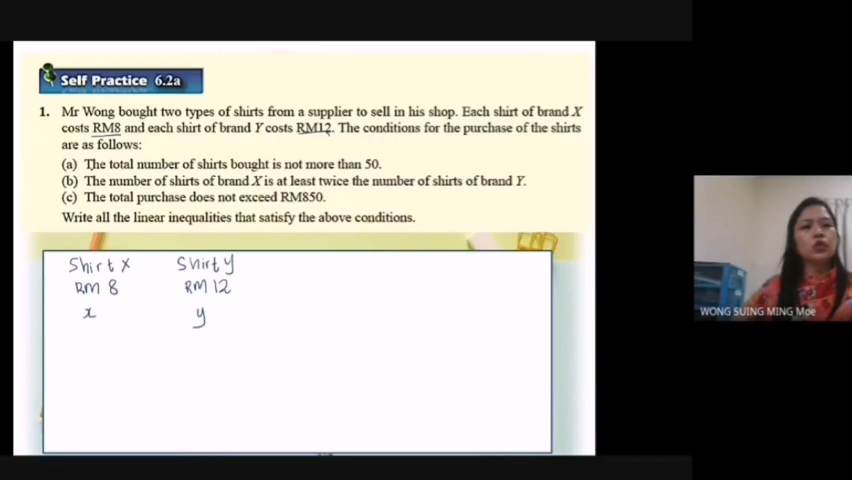 Self Practice 6.2a
1. Mr Wong bought two types of shirts from a supplier to sell in his shop. Each shirt of brand X
costs RM8 and each shirt of brand Y costs RM12. The conditions for the purchase of the shirts
are as follows:
(a) The total number of shirts bought is not more than 50.
(b) The number of shirts of brand X is at least twice the number of shirts of brand Y.
(c) The total purchase does not exceed RM850.
Write all the linear inequalities that satisfy the above conditions.
Shirt X Shirt y
RM 8 RM 12
x y
WONG SUING MING Moe